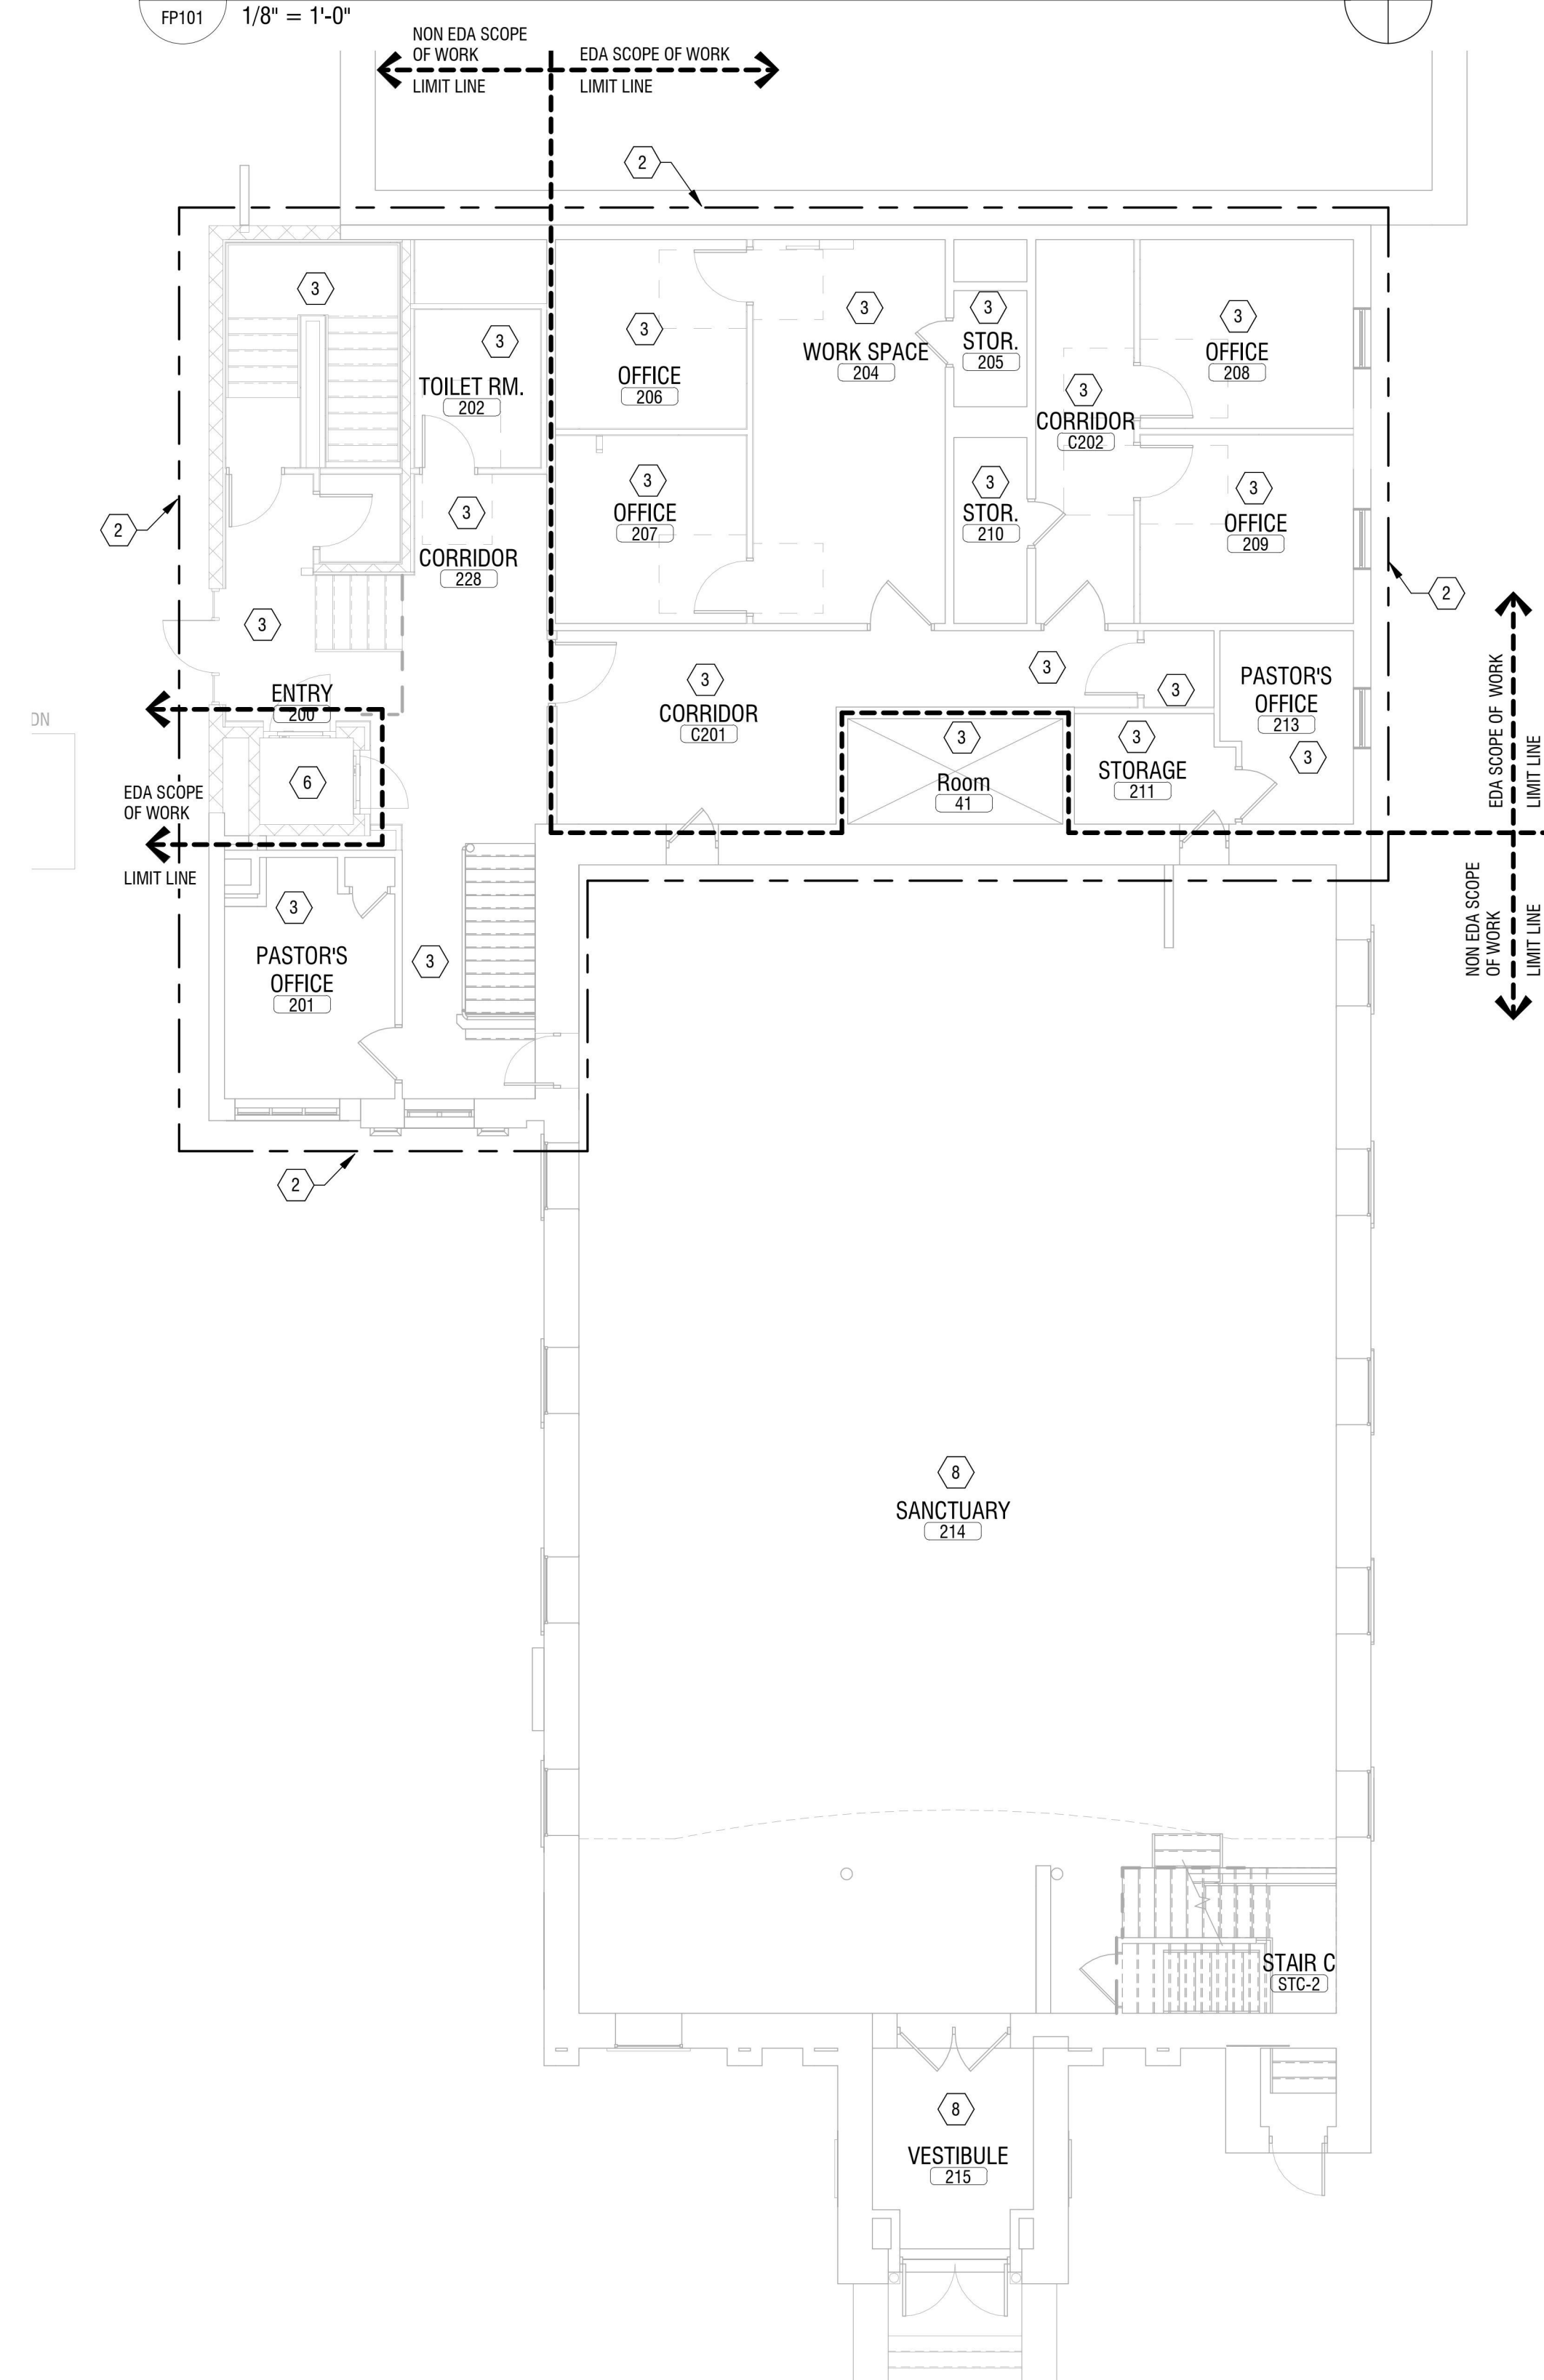 FP101
1/8" = 1'-0"
NON EDA SCOPE
OF WORK
LIMIT LINE
EDA SCOPE OF WORK
LIMIT LINE
2
3
3
TOILET RM.
202
3
OFFICE
206
3
WORK SPACE
204
3
STOR.
205
3
CORRIDOR
C202
3
OFFICE
208
2
3
CORRIDOR
228
3
OFFICE
207
3
STOR.
210
3
OFFICE
209
2
3
ENTRY
200
3
CORRIDOR
C201
3
3
PASTOR'S
OFFICE
213
3
EDA SCOPE OF WORK
LIMIT LINE
DN
6
EDA SCOPE
OF WORK
LIMIT LINE
3
Room
41
3
STORAGE
211
NON EDA SCOPE
OF WORK
LIMIT LINE
3
PASTOR'S
OFFICE
201
3
2
8
SANCTUARY
214
STAIR C
STC-2
8
VESTIBULE
215